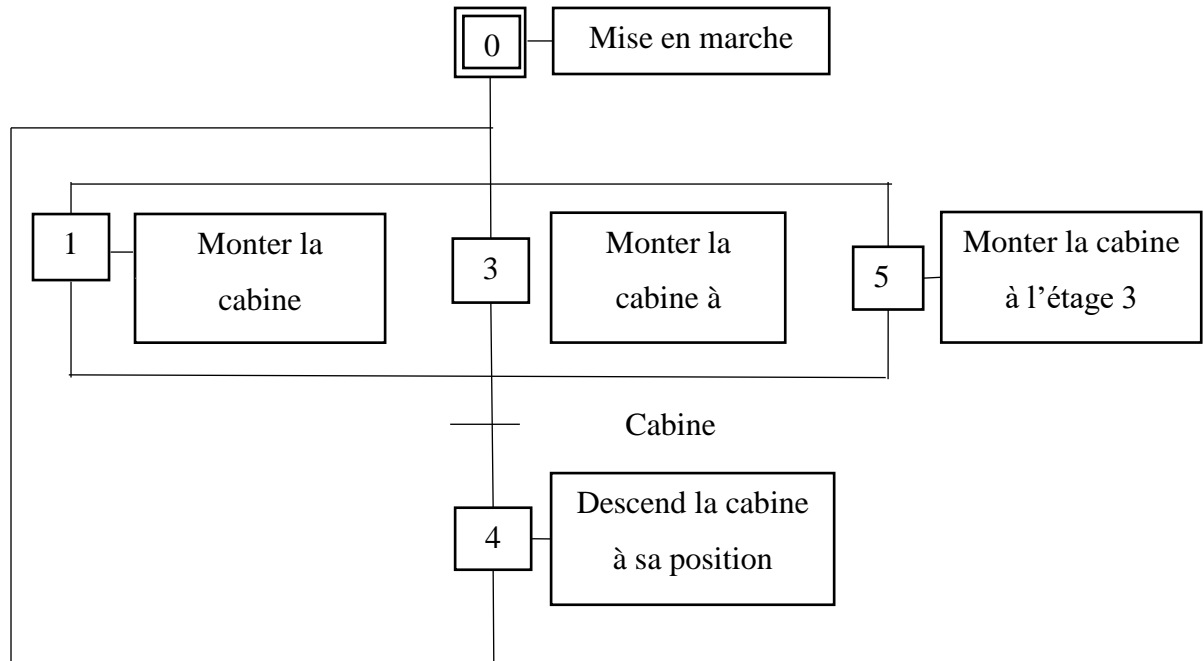 0
Mise en marche
1
Monter la
cabine
3
Monter la
cabine à
5
Monter la cabine
à l’étage 3
Cabine
4
Descend la cabine
à sa position